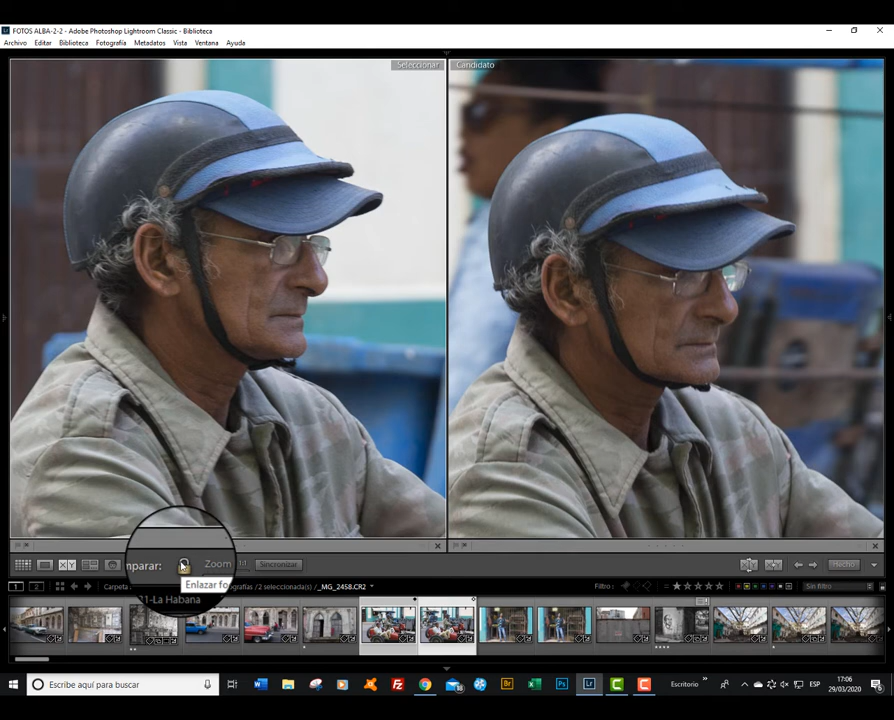 FOTOS ALBA-2-2 - Adobe Photoshop Lightroom Classic - Biblioteca
Archivo Editar Biblioteca Fotografía Metadatos Vista Ventana Ayuda
Seleccionar
Candidato
mparar: Zoom 1:1 Sincronizar
Hecho
Enlazar fo
1 2 Carpeta
grafías /2 seleccionada(s) /_MG_2458.CR2
Filtro :
Sin filtro
11-La Habana
Escribe aquí para buscar
Escritorio
ESP
17:06
29/03/2020